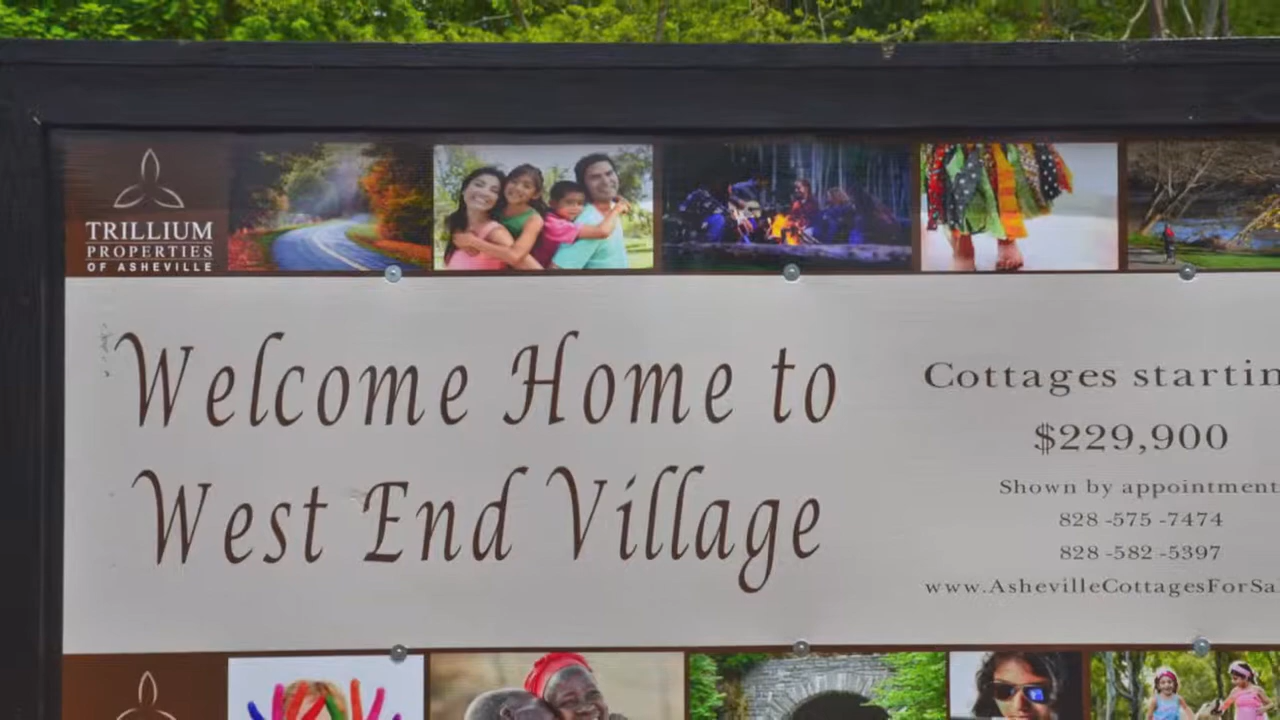 TRILLIUM
PROPERTIES
OF ASHEVILLE
Welcome Home to
West End Village
Cottages startin
$229,900
Shown by appointment
828 -575 -7474
828 -582 -5397
www.AshevilleCottagesForSa